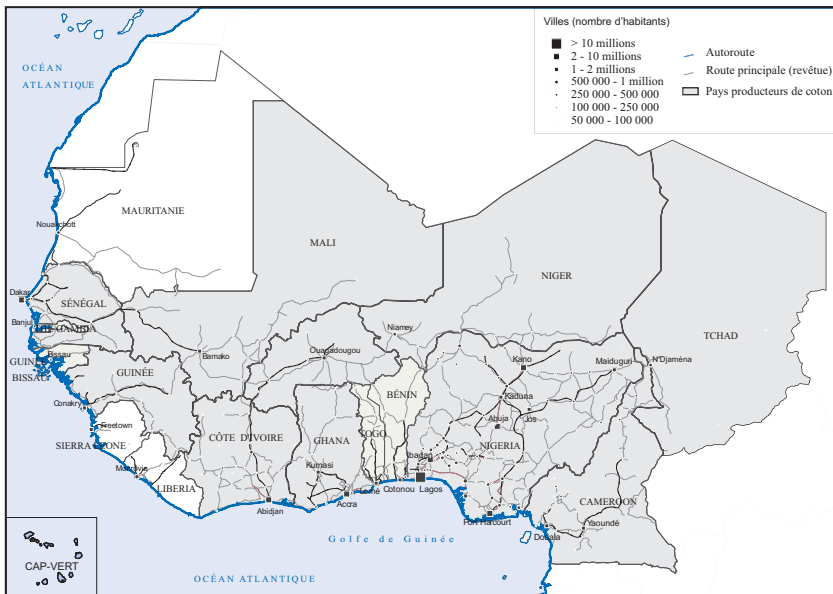 Villes (nombre d'habitants)
> 10 millions
2 - 10 millions
1 - 2 millions
500 000 - 1 million
250 000 - 500 000
100 000 - 250 000
50 000 - 100 000
Autoroute
Route principale (revêtue)
Pays producteurs de coton
OCÉAN
ATLANTIQUE
MAURITANIE
Nouakchott
MALI
NIGER
TCHAD
Dakar
SÉNÉGAL
Banjul
GAMBIA
Bissau
GUINÉE
BISSAU
GUINÉE
Bamako
Ouagadougou
Niamey
Kano
Maiduguri
N'Djaména
Conakry
Freetown
SIERRA LEONE
Monrovia
LIBERIA
CÔTE D'IVOIRE
Abidjan
GHANA
Kumasi
Accra
TOGO
Lomé
BÉNIN
Cotonou
Lagos
Ibadan
Kaduna
Abuja
Jos
NIGERIA
Port Harcourt
CAMEROON
Douala
Yaoundé
Golfe de Guinée
CAP-VERT
OCÉAN ATLANTIQUE